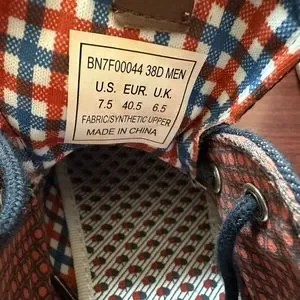 BN7F00044 38D MEN
U.S. EUR. U.K.
7.5 40.5 6.5
FABRIC/SYNTHETIC UPPER
MADE IN CHINA